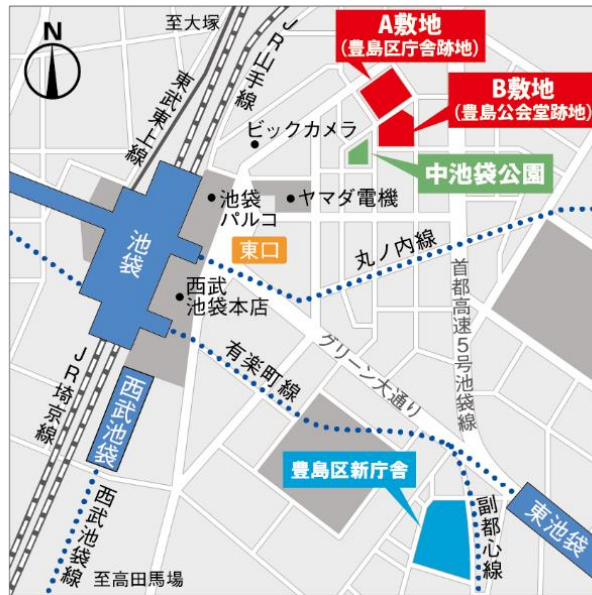 N
至大塚
JR山手線
東武東上線
A敷地
(豊島区庁舎跡地)
B敷地
(豊島公会堂跡地)
ビックカメラ
中池袋公園
池袋
パルコ
ヤマダ電機
池袋
東口
丸ノ内線
西武
池袋本店
首都高速5号池袋線
グリーン大通り
有楽町線
JR埼京線
西武池袋
豊島区新庁舎
東池袋
副都心線
西武池袋線
至高田馬場